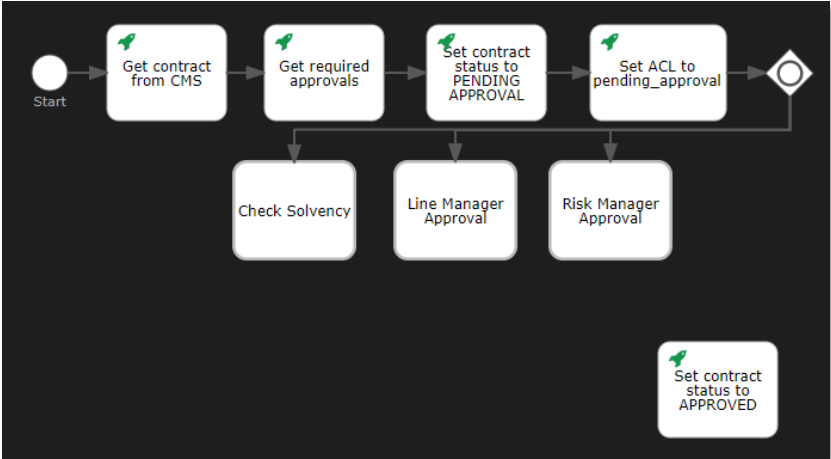 Get contract
from CMS
Get required
approvals
Set contract
status to
PENDING
APPROVAL
Set ACL to
pending_approval
Start
Check Solvency
Line Manager
Approval
Risk Manager
Approval
Set contract
status to
APPROVED